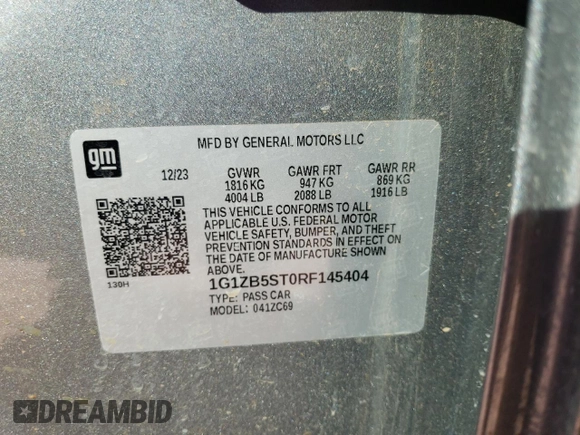 MFD BY GENERAL MOTORS LLC
gm
12/23 GVWR GAWR FRT GAWR RR
1816 KG 947 KG 869 KG
4004 LB 2088 LB 1916 LB
THIS VEHICLE CONFORMS TO ALL
APPLICABLE U.S. FEDERAL MOTOR
VEHICLE SAFETY, BUMPER, AND THEFT
PREVENTION STANDARDS IN EFFECT ON
THE DATE OF MANUFACTURE SHOWN
ABOVE.
130H
1G1ZB5ST0RF145404
TYPE: PASS CAR
MODEL: 041ZC69
DREAMBID